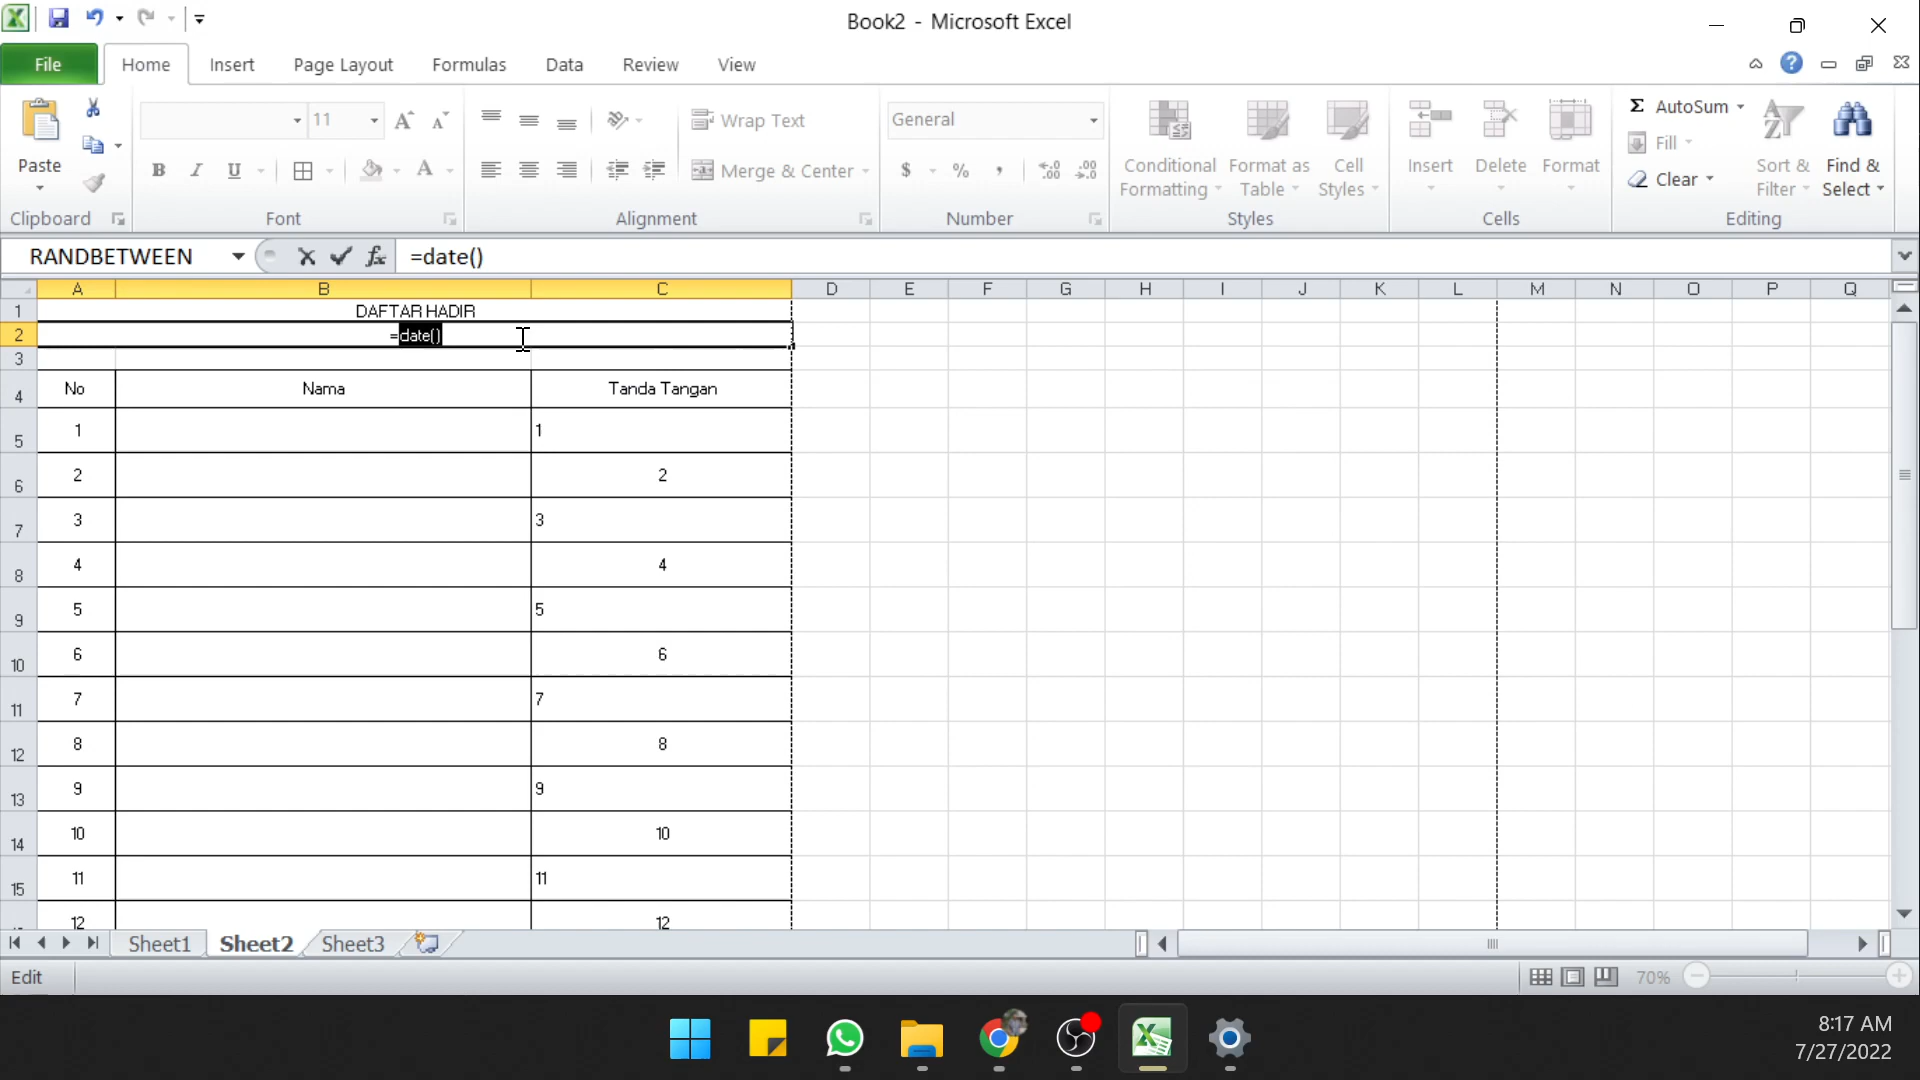 Book2 - Microsoft Excel
File Home Insert Page Layout Formulas Data Review View
Paste
Clipboard
11
B I U A
Font
Wrap Text
Merge & Center
Alignment
General
$ % ,
Number
Conditional Formatting
Format as Table
Cell Styles
Styles
Insert Delete Format
Cells
Σ AutoSum
Fill
Clear
Sort & Filter
Find & Select
Editing
RANDBETWEEN fx =date()
A B C D E F G H I J K L M N O P Q
1 DAFTAR HADIR
2 =date()
3
4 No Nama Tanda Tangan
5 1 1
6 2 2
7 3 3
8 4 4
9 5 5
10 6 6
11 7 7
12 8 8
13 9 9
14 10 10
15 11 11
12 12
Sheet1 Sheet2 Sheet3
Edit 70%
8:17 AM
7/27/2022